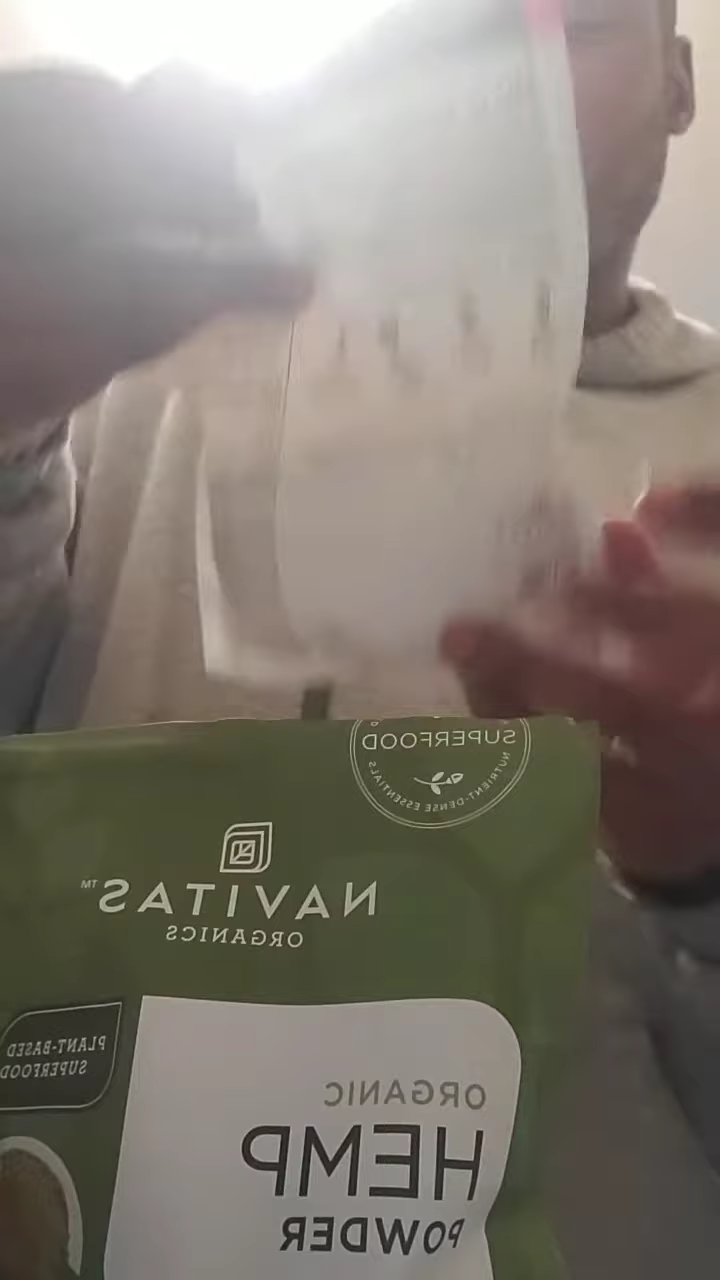 SUPERFOOD
NUTRIENT-DENSE ESSENTIALS
NAVITAS™
ORGANICS
PLANT-BASED
SUPERFOOD
ORGANIC
HEMP
POWDER